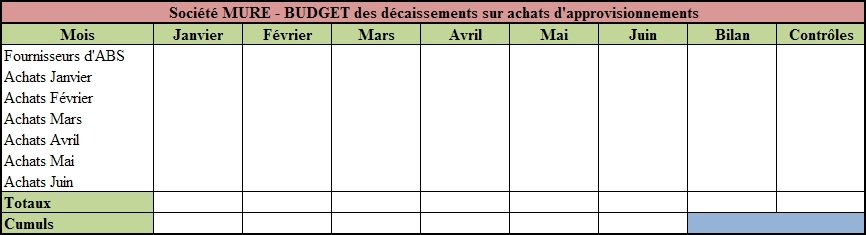 Société MURE - BUDGET des décaissements sur achats d'approvisionnements
Mois Janvier Février Mars Avril Mai Juin Bilan Contrôles
Fournisseurs d'ABS
Achats Janvier
Achats Février
Achats Mars
Achats Avril
Achats Mai
Achats Juin
Totaux
Cumuls